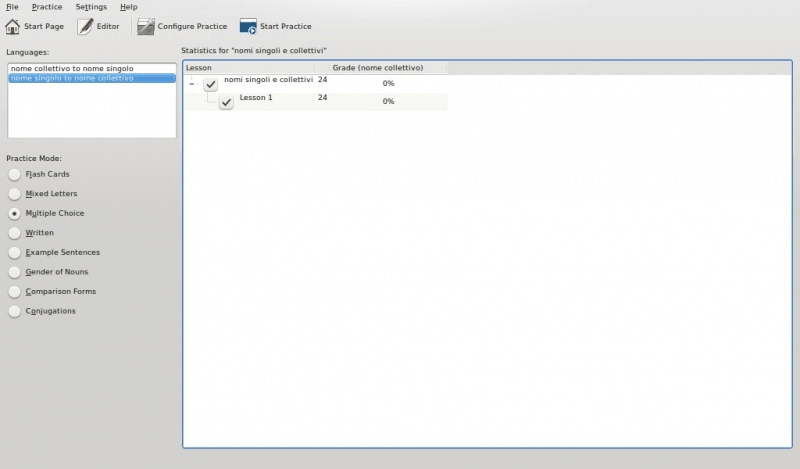 File Practice Settings Help
Start Page Editor Configure Practice Start Practice
Languages:
nome collettivo to nome singolo
nome singolo to nome collettivo
Practice Mode:
Flash Cards
Mixed Letters
Multiple Choice
Written
Example Sentences
Gender of Nouns
Comparison Forms
Conjugations
Statistics for "nomi singoli e collettivi"
Lesson Grade (nome collettivo)
nomi singoli e collettivi 24 0%
Lesson 1 24 0%